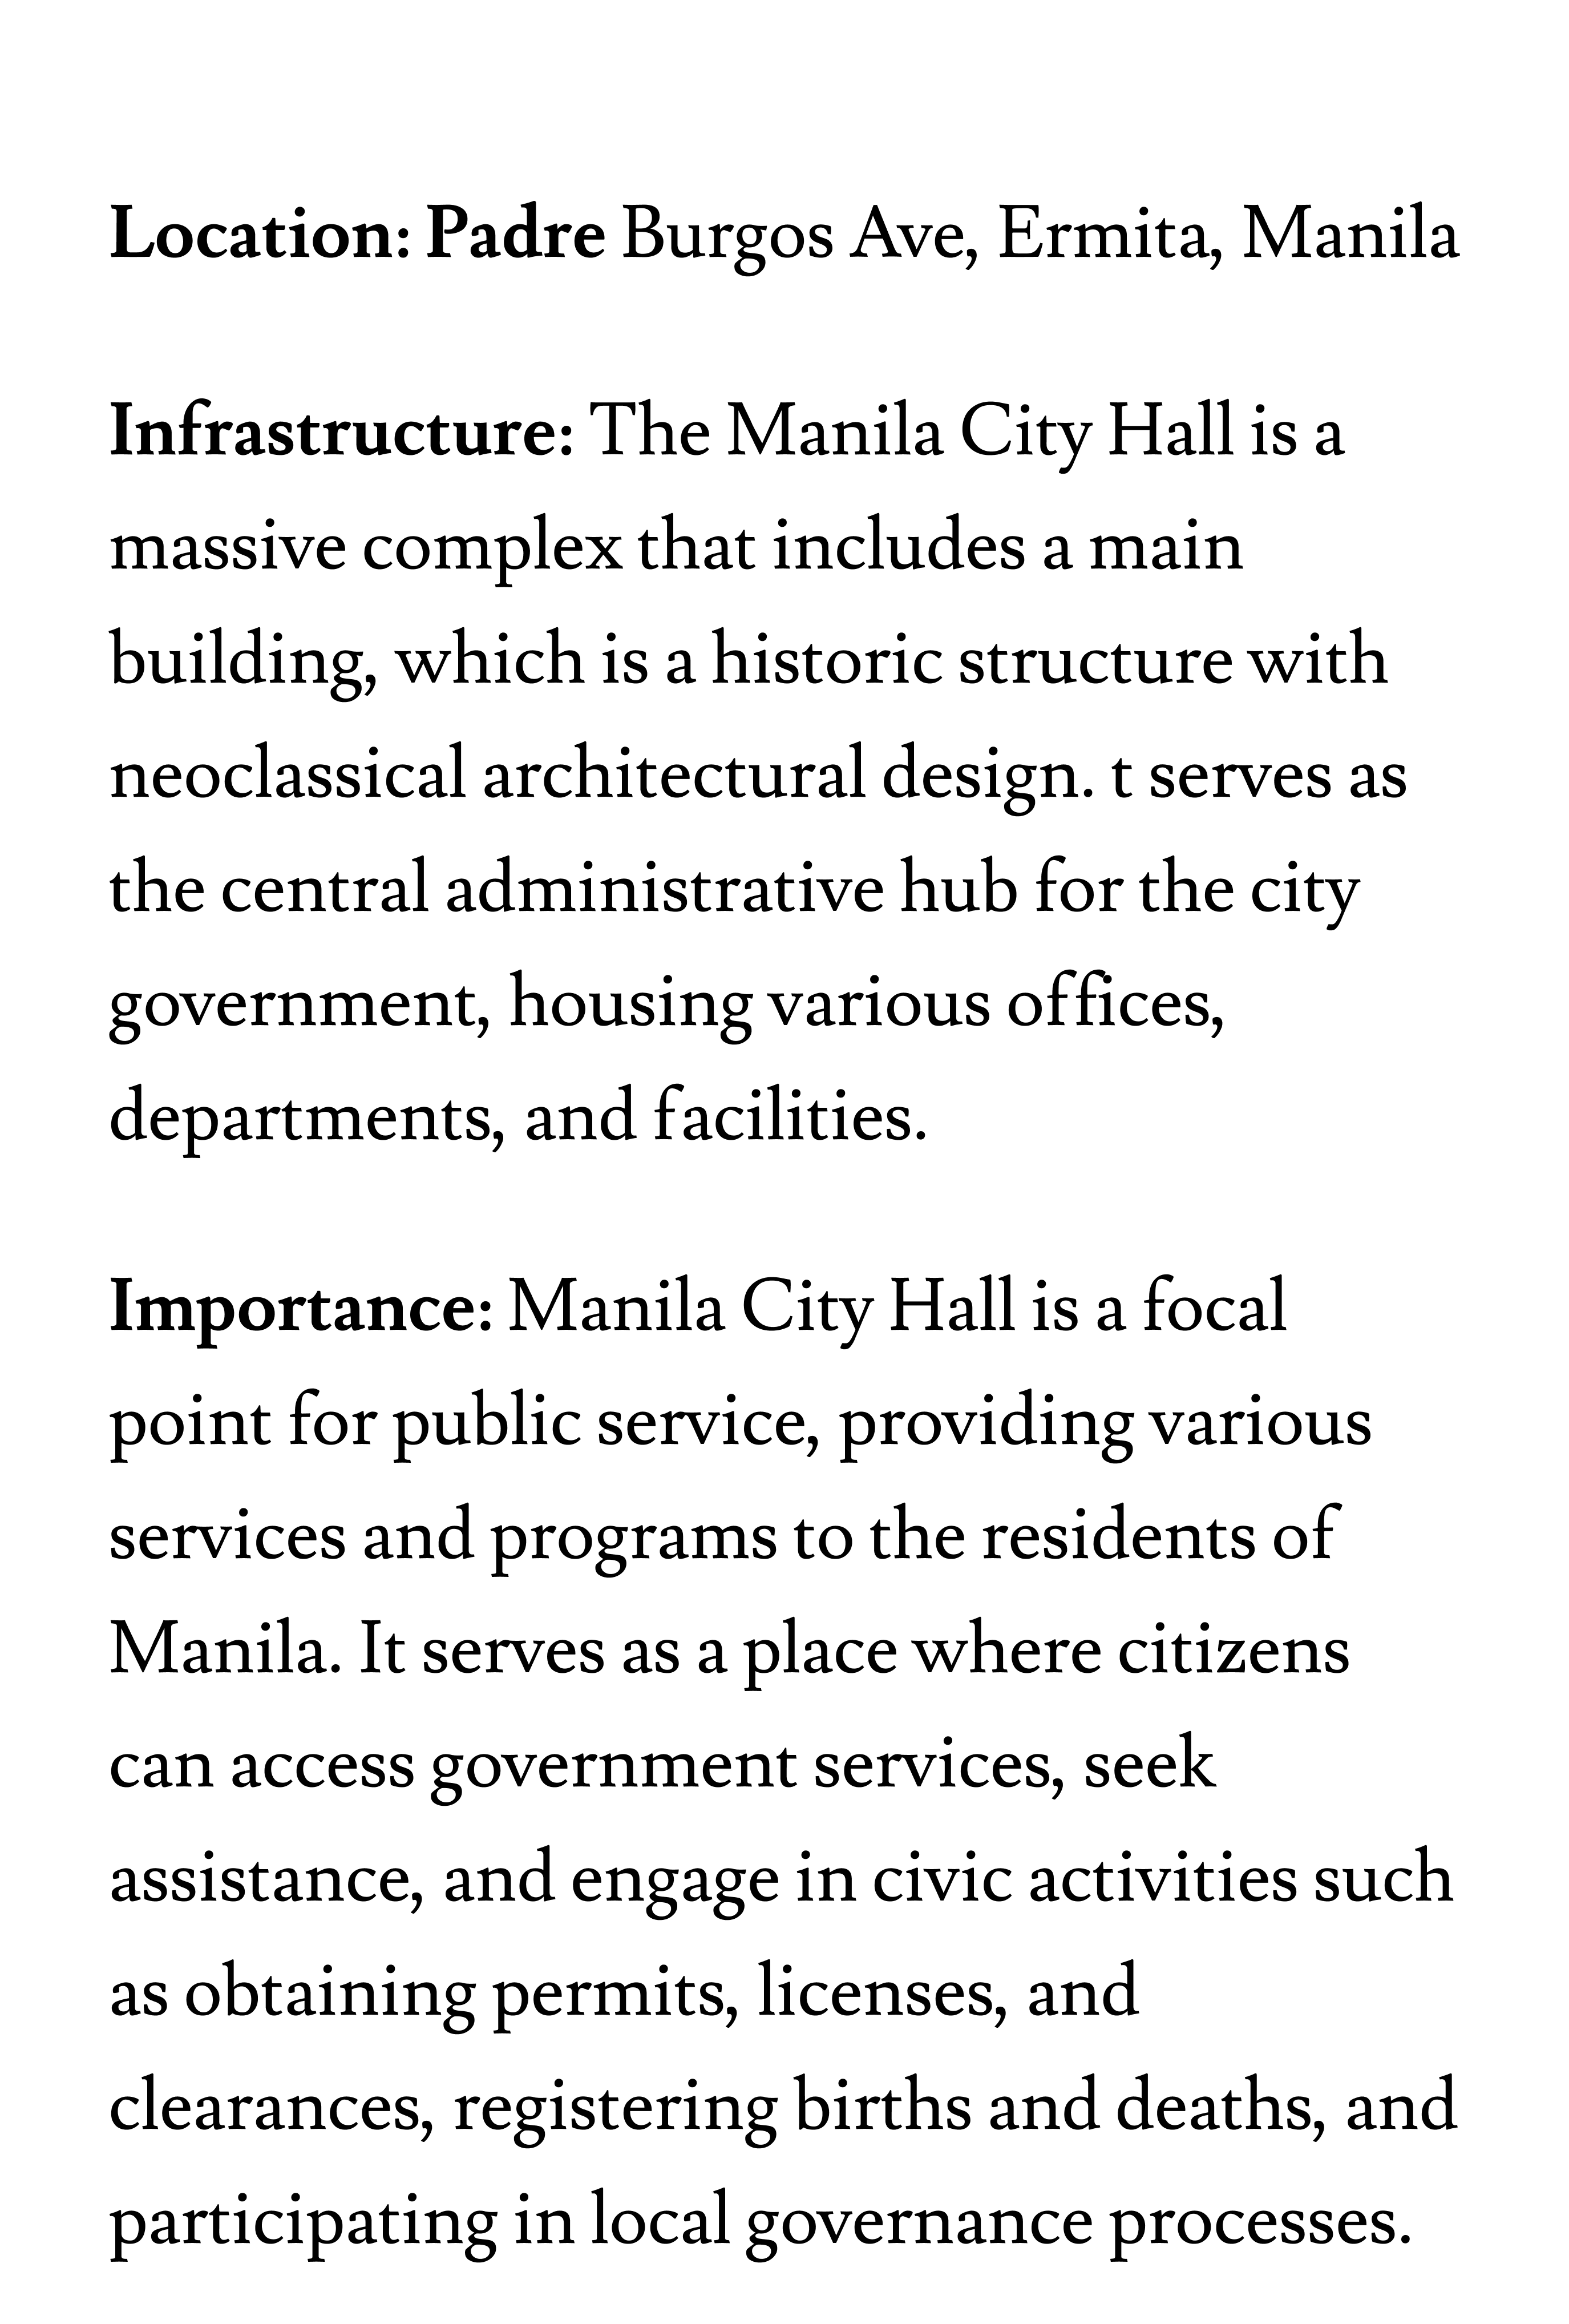 Location: Padre Burgos Ave, Ermita, Manila
Infrastructure: The Manila City Hall is a
massive complex that includes a main
building, which is a historic structure with
neoclassical architectural design. t serves as
the central administrative hub for the city
government, housing various offices,
departments, and facilities.
Importance: Manila City Hall is a focal
point for public service, providing various
services and programs to the residents of
Manila. It serves as a place where citizens
can access government services, seek
assistance, and engage in civic activities such
as obtaining permits, licenses, and
clearances, registering births and deaths, and
participating in local governance processes.